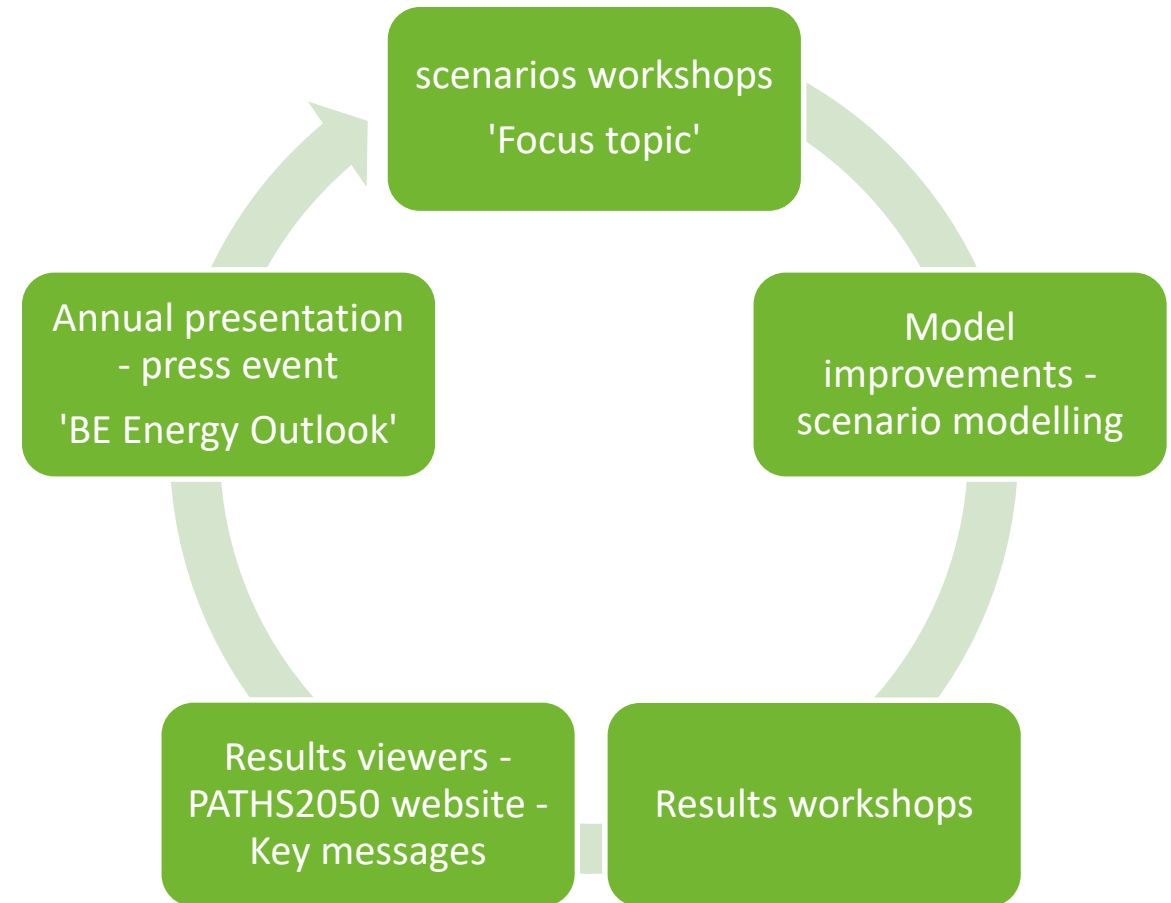 scenarios workshops
'Focus topic'
Model
improvements -
scenario modelling
Results workshops
Results viewers -
PATHS2050 website -
Key messages
Annual presentation
- press event
'BE Energy Outlook'